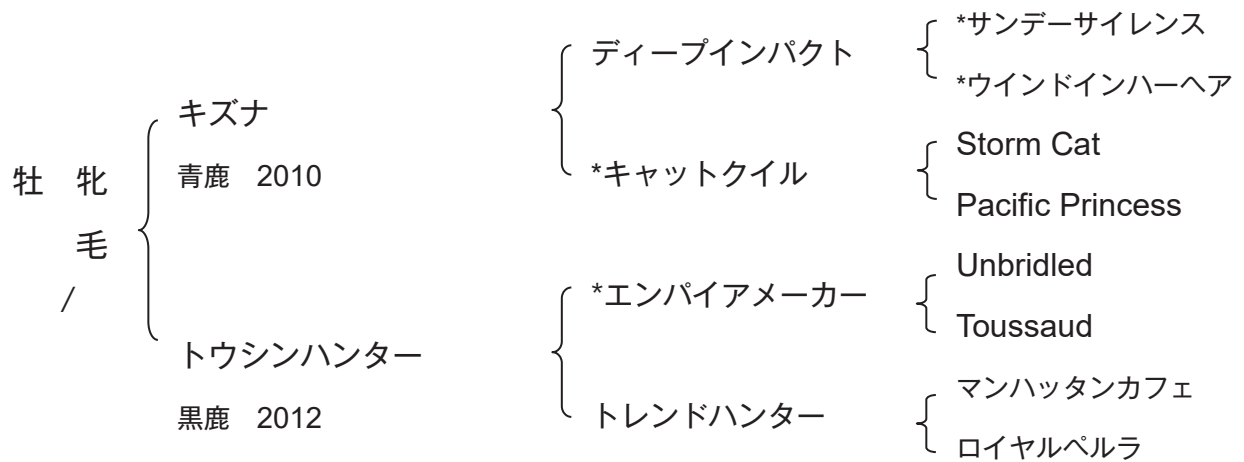 牡 牝
毛
/
キズナ
青鹿 2010
トウシンハンター
黒鹿 2012
ディープインパクト
*キャットクイル
*エンパイアメーカー
トレンドハンター
*サンデーサイレンス
*ウインドインハーヘア
Storm Cat
Pacific Princess
Unbridled
Toussaud
マンハッタンカフェ
ロイヤルペルラ